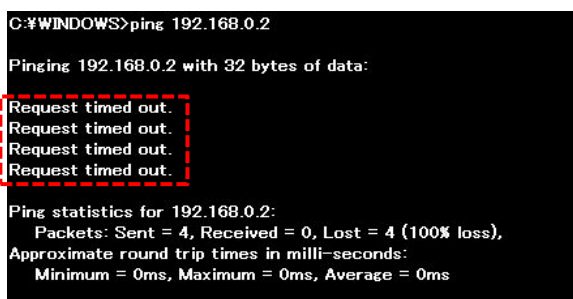 C:¥WINDOWS>ping 192.168.0.2
Pinging 192.168.0.2 with 32 bytes of data:
Request timed out.
Request timed out.
Request timed out.
Request timed out.
Ping statistics for 192.168.0.2:
Packets: Sent = 4, Received = 0, Lost = 4 (100% loss),
Approximate round trip times in milli-seconds:
Minimum = 0ms, Maximum = 0ms, Average = 0ms